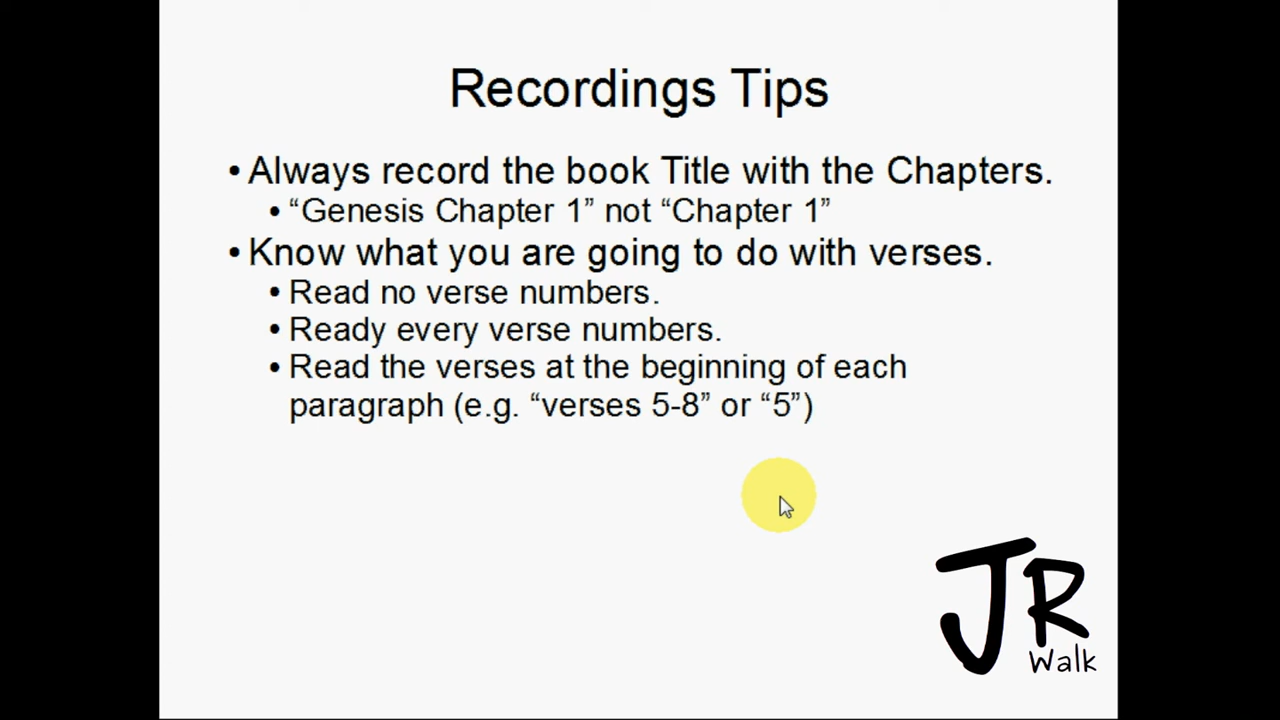 Recordings Tips
• Always record the book Title with the Chapters.
• “Genesis Chapter 1” not “Chapter 1”
• Know what you are going to do with verses.
• Read no verse numbers.
• Ready every verse numbers.
• Read the verses at the beginning of each
paragraph (e.g. “verses 5-8” or “5”)
JR
Walk